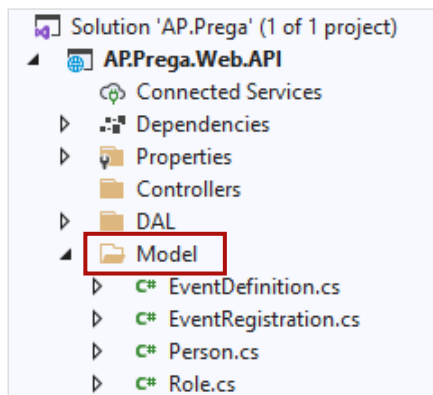 Solution 'AP.Prega' (1 of 1 project)
AP.Prega.Web.API
Connected Services
Dependencies
Properties
Controllers
DAL
Model
C# EventDefinition.cs
C# EventRegistration.cs
C# Person.cs
C# Role.cs